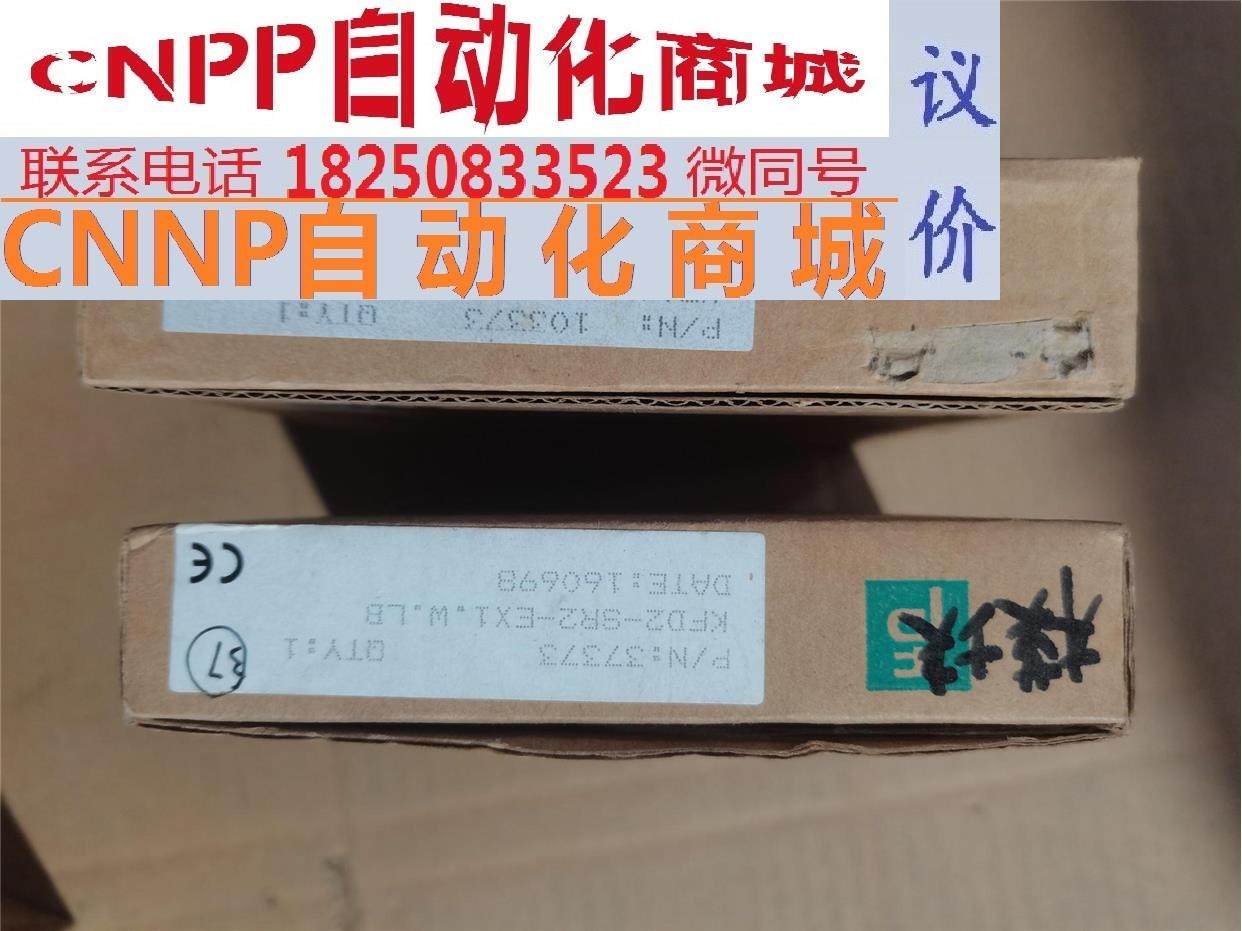 CNPP自动化商城
议价
联系电话 18250833523 微同号
CNNP自动化商城
P/N: 103373 QTY:1
CE
DATE:160698
KFD2-SR2-EX1.W.LB
P/N:37373 QTY:1
37
模块